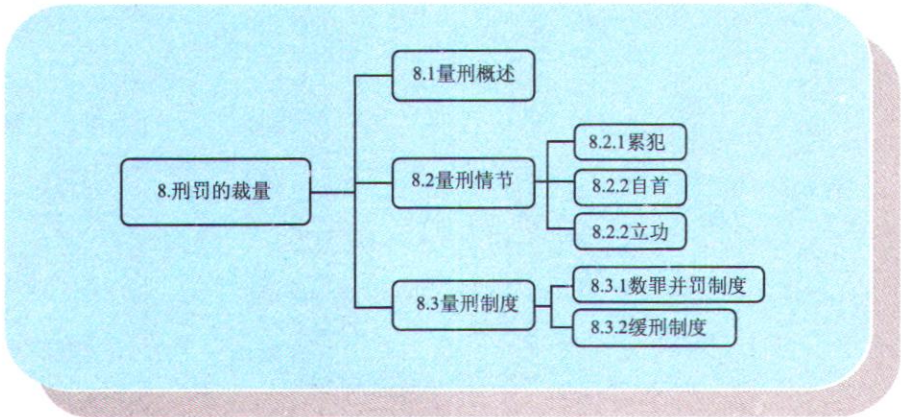 8.刑罚的裁量
8.1量刑概述
8.2量刑情节
8.2.1累犯
8.2.2自首
8.2.2立功
8.3量刑制度
8.3.1数罪并罚制度
8.3.2缓刑制度